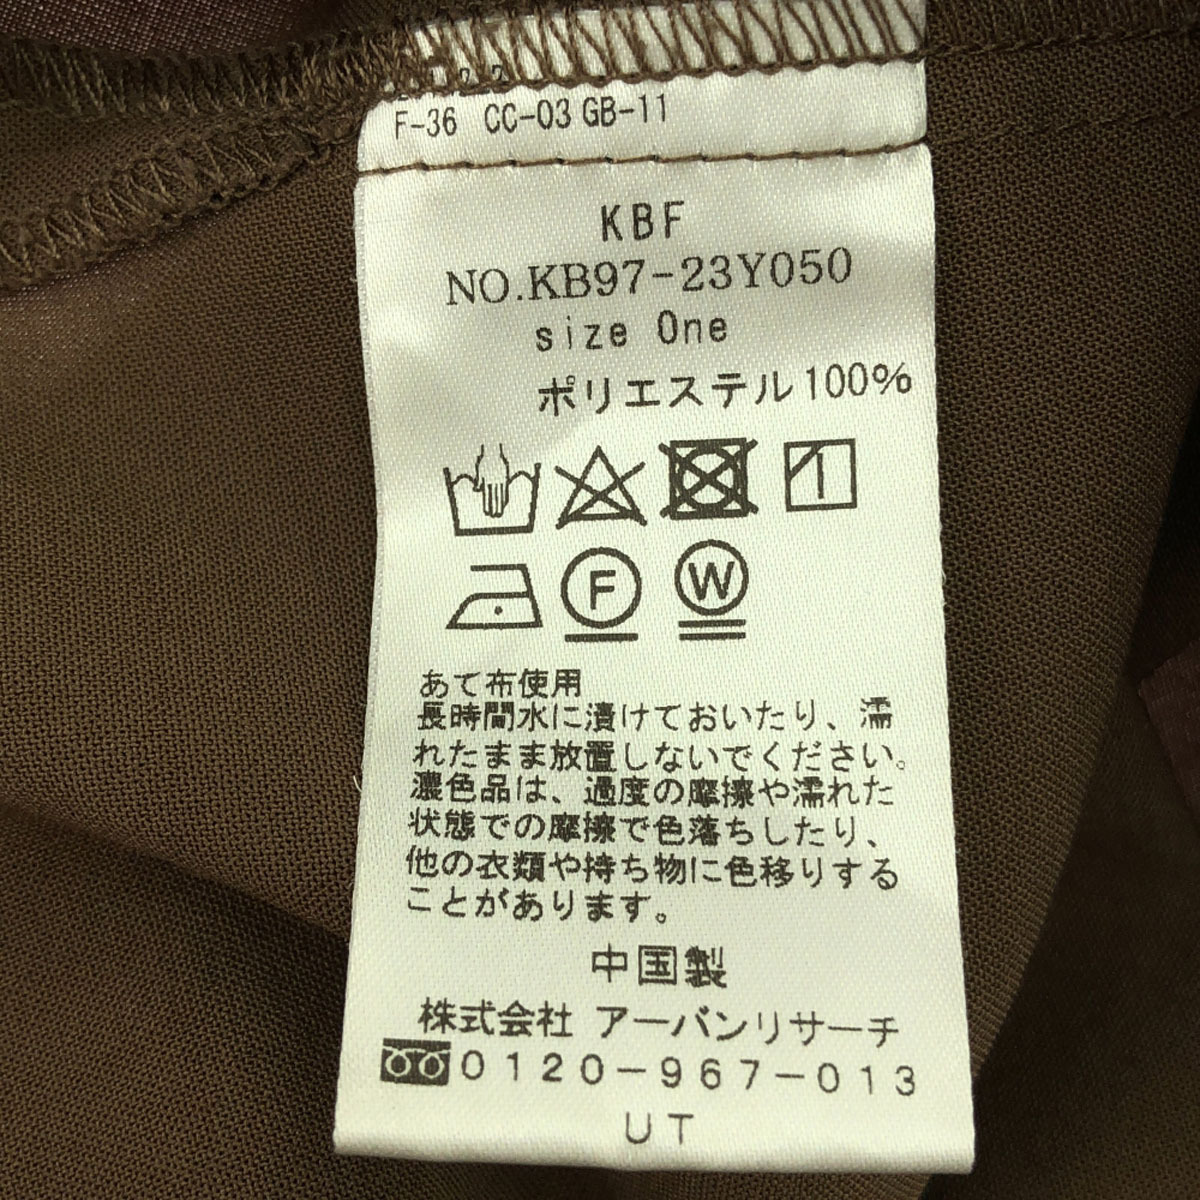 F-36 CC-03 GB-11
KBF
NO.KB97-23Y050
size One
ポリエステル100%
F W
あて布使用
長時間水に漬けておいたり、濡
れたまま放置しないでください。
濃色品は、過度の摩擦や濡れた
状態での摩擦で色落ちしたり、
他の衣類や持ち物に色移りする
ことがあります。
中国製
株式会社 アーバンリサーチ
0120-967-013
UT